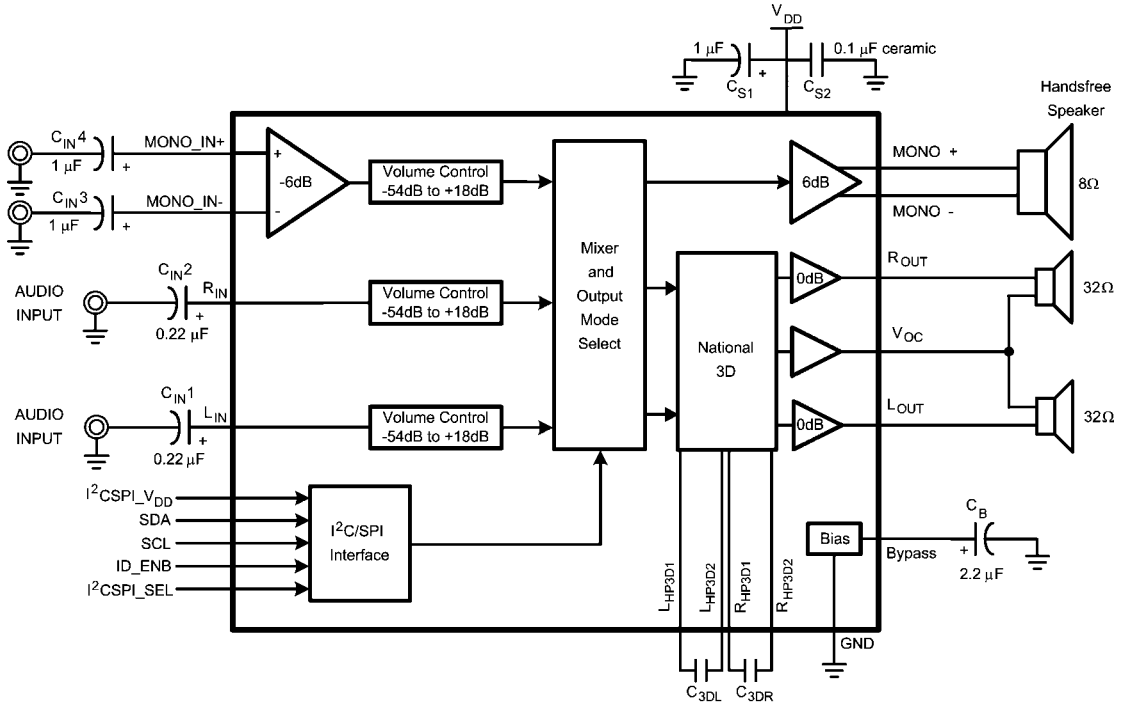 V_DD
1 µF
0.1 µF ceramic
C_S1
+
C_S2
Handsfree
Speaker
C_IN4
MONO_IN+
1 µF
+
+
-6dB
-
Volume Control
-54dB to +18dB
6dB
MONO +
MONO -
8Ω
C_IN3
MONO_IN-
1 µF
+
Mixer
and
Output
Mode
Select
AUDIO
INPUT
C_IN2
R_IN
+
0.22 µF
Volume Control
-54dB to +18dB
National
3D
0dB
R_OUT
32Ω
V_OC
AUDIO
INPUT
C_IN1
L_IN
+
0.22 µF
Volume Control
-54dB to +18dB
0dB
L_OUT
32Ω
I²CSPI_V_DD
SDA
SCL
ID_ENB
I²CSPI_SEL
I²C/SPI
Interface
L_HP3D1
L_HP3D2
R_HP3D1
R_HP3D2
Bias
Bypass
C_B
+
2.2 µF
GND
C_3DL
C_3DR